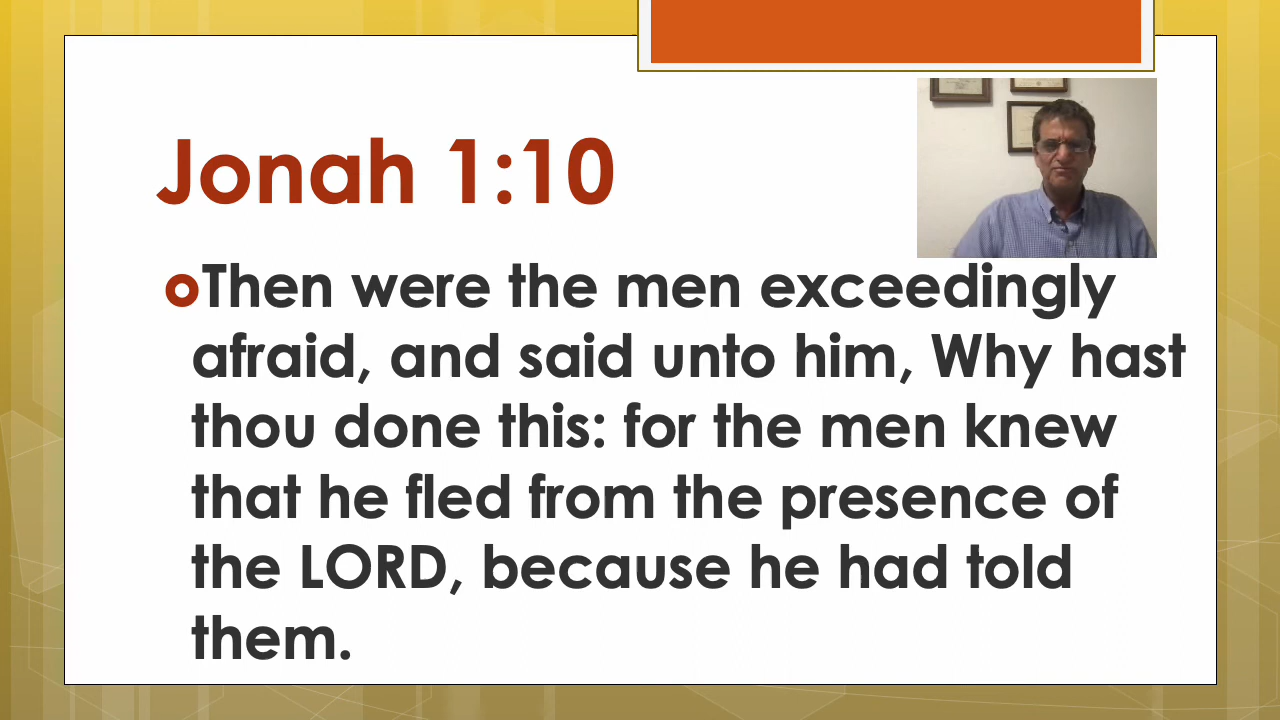 Jonah 1:10
Then were the men exceedingly
afraid, and said unto him, Why hast
thou done this: for the men knew
that he fled from the presence of
the LORD, because he had told
them.